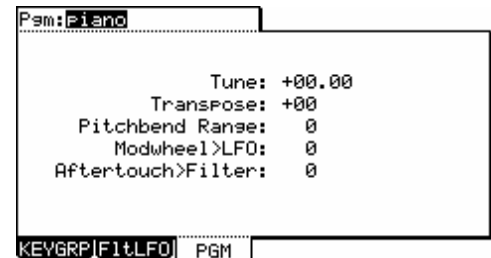 Pgm:piano
Tune: +00.00
Transpose: +00
Pitchbend Range: 0
Modwheel>LFO: 0
Aftertouch>Filter: 0
KEYGRP FltLFO PGM